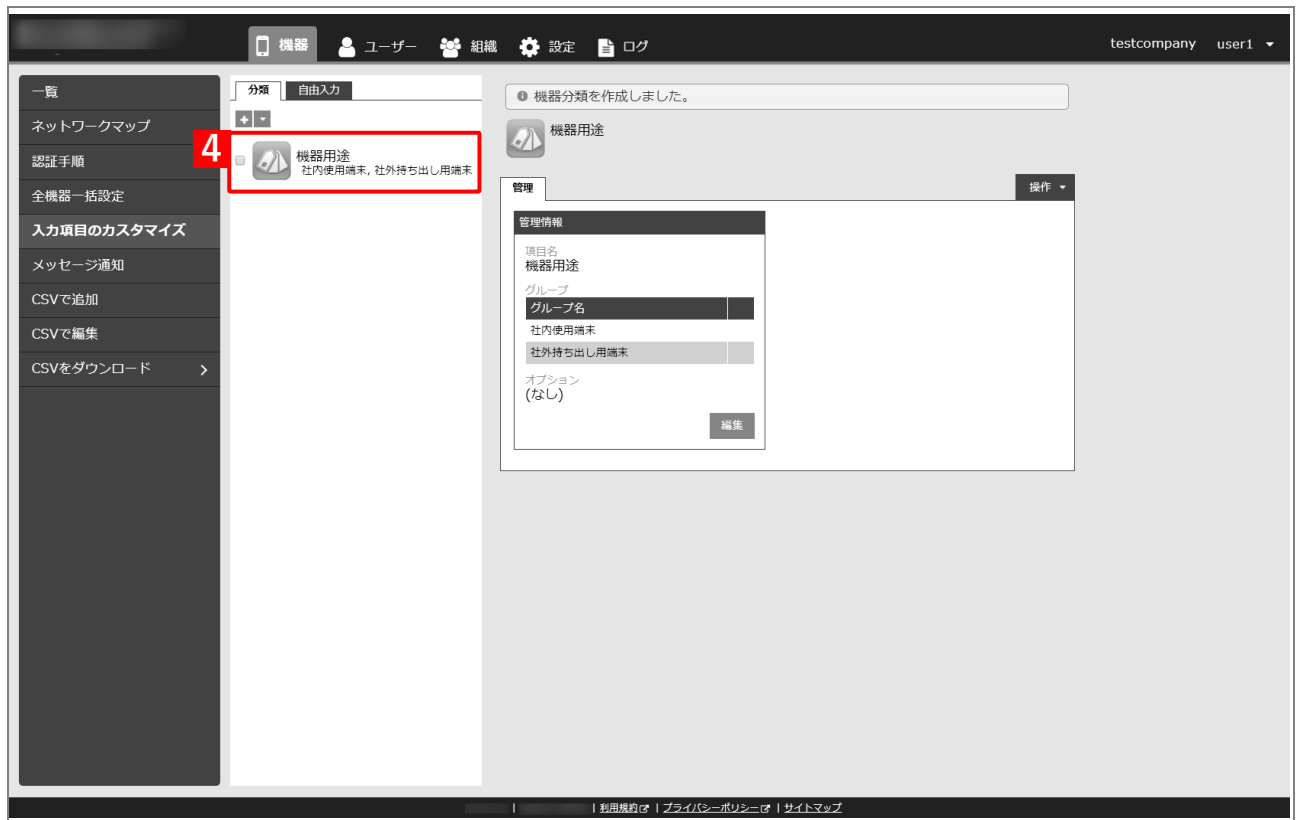 機器
ユーザー
組織
設定
ログ
testcompany
user1
一覧
ネットワークマップ
認証手順
全機器一括設定
入力項目のカスタマイズ
メッセージ通知
CSVで追加
CSVで編集
CSVをダウンロード
分類
自由入力
4
機器用途
社内使用端末, 社外持ち出し用端末
機器分類を作成しました。
機器用途
管理
操作
管理情報
項目名
機器用途
グループ
グループ名
社内使用端末
社外持ち出し用端末
オプション
(なし)
編集
| | 利用規約 | プライバシーポリシー | サイトマップ